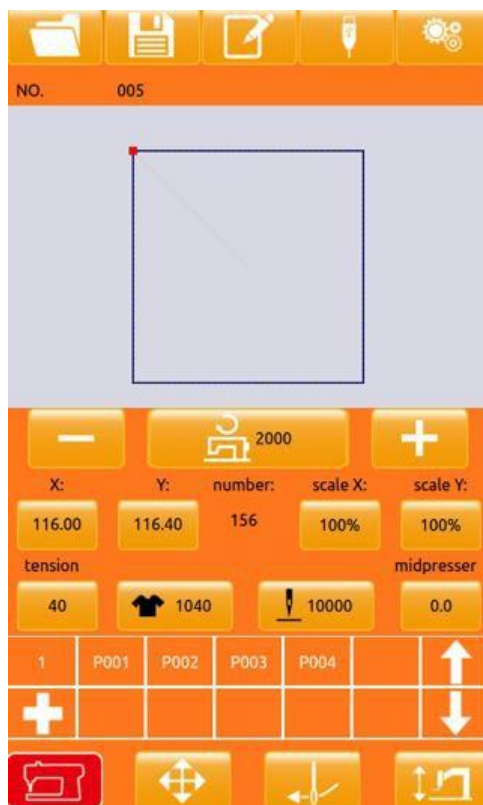 NO. 005
2000
X: Y: number: scale X: scale Y:
116.00 116.40 156 100% 100%
tension midpresser
40 1040 10000 0.0
1 P001 P002 P003 P004